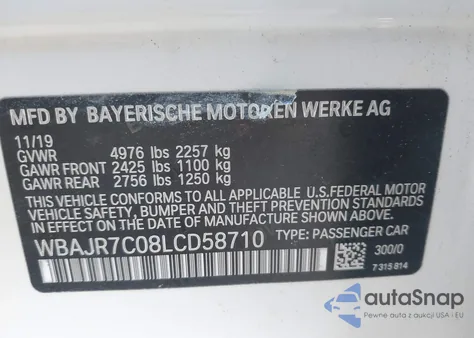 MFD BY BAYERISCHE MOTOREN WERKE AG
11/19
GVWR 4976 lbs 2257 kg
GAWR FRONT 2425 lbs 1100 kg
GAWR REAR 2756 lbs 1250 kg
THIS VEHICLE CONFORMS TO ALL APPLICABLE U.S.FEDERAL MOTOR
VEHICLE SAFETY, BUMPER AND THEFT PREVENTION STANDARDS
IN EFFECT ON THE DATE OF MANUFACTURE SHOWN ABOVE.
WBAJR7C08LCD58710 TYPE: PASSENGER CAR
300/0
7 315 814
autoSnap
Pewne auta z USA i EU